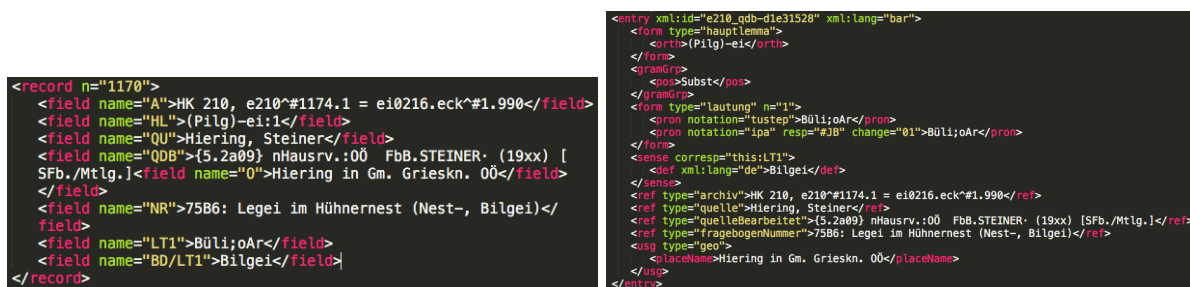 <record n="1170">
<field name="A">HK 210, e210^#1174.1 = ei0216.eck^#1.990</field>
<field name="HL">(Pilg)-ei:1</field>
<field name="QU">Hiering, Steiner</field>
<field name="QDB">{5.2a09} nHausrv.:OÖ FbB.STEINER· (19xx) [
SFb./Mtlg.]<field name="O">Hiering in Gm. Grieskn. OÖ</field>
</field>
<field name="NR">75B6: Legei im Hühnernest (Nest–, Bilgei)</
field>
<field name="LT1">Büli;oAr</field>
<field name="BD/LT1">Bilgei</field>
</record>
<entry xml:id="e210_qdb-d1e31528" xml:lang="bar">
<form type="hauptlemma">
<orth>(Pilg)-ei</orth>
</form>
<gramGrp>
<pos>Subst</pos>
</gramGrp>
<form type="lautung" n="1">
<pron notation="tustep">Büli;oAr</pron>
<pron notation="ipa" resp="#JB" change="01">Büli;oAr</pron>
</form>
<sense corresp="this:LT1">
<def xml:lang="de">Bilgei</def>
</sense>
<ref type="archiv">HK 210, e210^#1174.1 = ei0216.eck^#1.990</ref>
<ref type="quelle">Hiering, Steiner</ref>
<ref type="quelleBearbeitet">{5.2a09} nHausrv.:OÖ FbB.STEINER· (19xx) [SFb./Mtlg.]</ref>
<ref type="fragebogenNummer">75B6: Legei im Hühnernest (Nest–, Bilgei)</ref>
<usg type="geo">
<placeName>Hiering in Gm. Grieskn. OÖ</placeName>
</usg>
</entry>